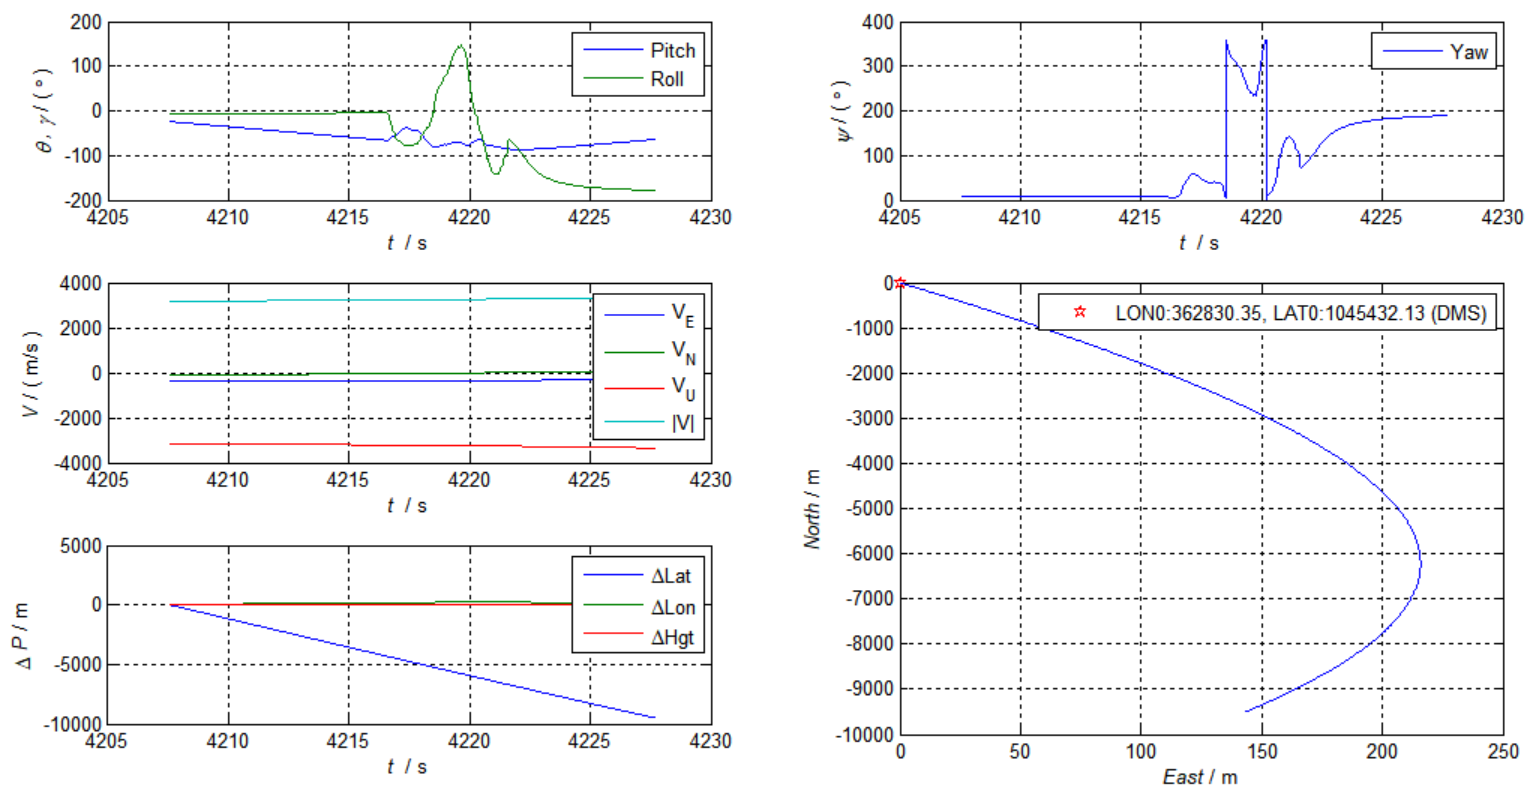 200
100
0
-100
-200
θ, γ / ( ° )
Pitch
Roll
4205 4210 4215 4220 4225 4230
t / s
400
300
200
100
0
ψ / ( ° )
Yaw
4205 4210 4215 4220 4225 4230
t / s
4000
2000
0
-2000
-4000
V / ( m/s )
V_E
V_N
V_U
|V|
4205 4210 4215 4220 4225 4230
t / s
5000
0
-5000
-10000
Δ P / m
ΔLat
ΔLon
ΔHgt
4205 4210 4215 4220 4225 4230
t / s
0
-1000
-2000
-3000
-4000
-5000
-6000
-7000
-8000
-9000
-10000
North / m
LON0:362830.35, LAT0:1045432.13 (DMS)
0 50 100 150 200 250
East / m